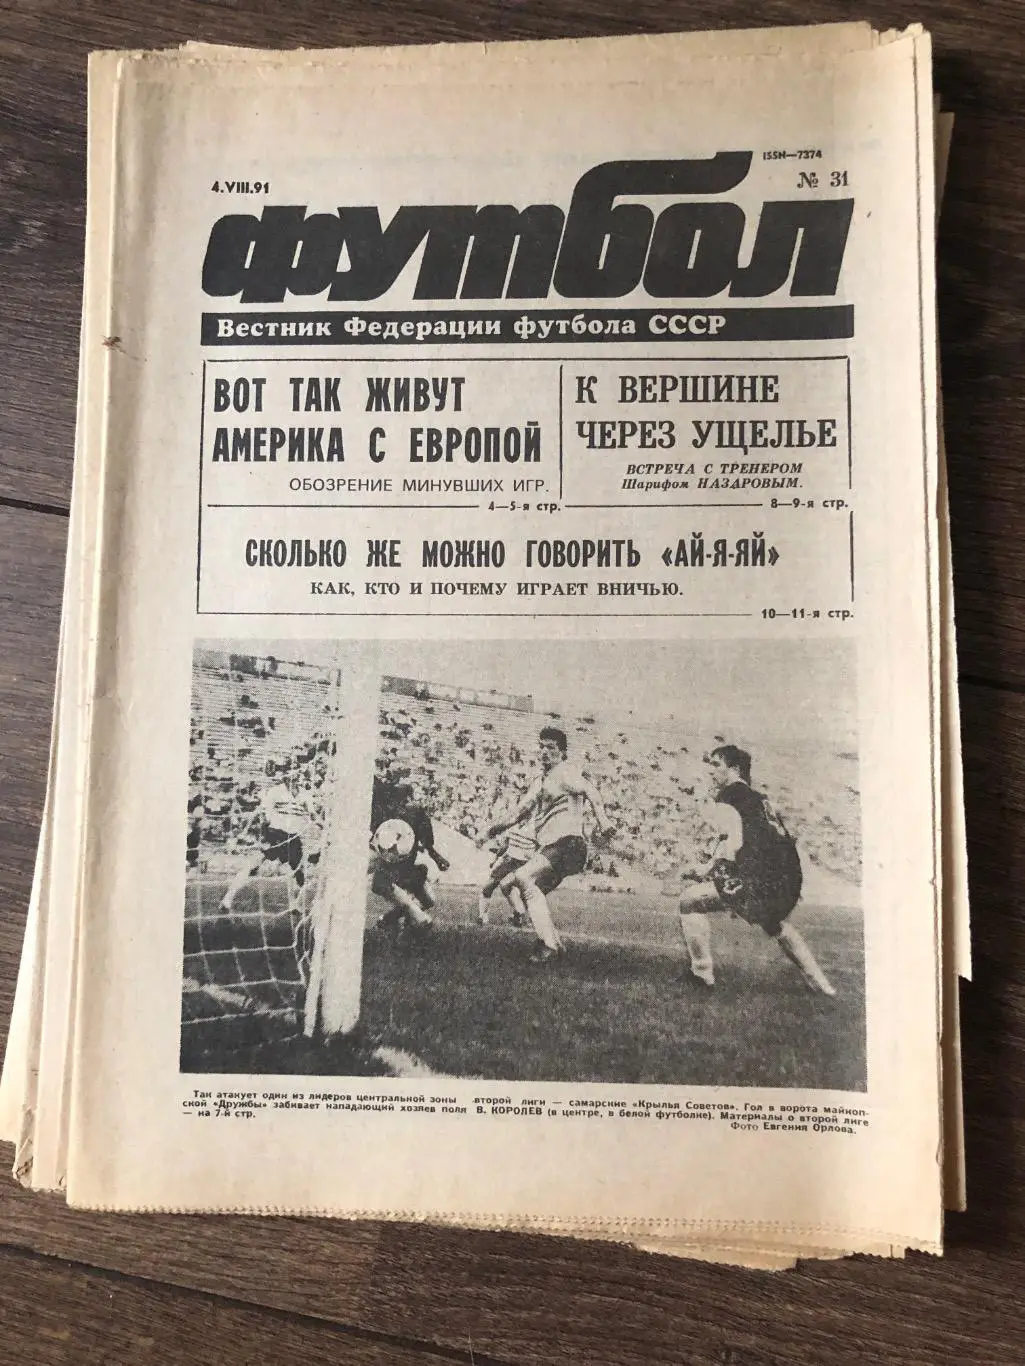 ISSN—7374
4.VIII.91
№ 31
футбол
Вестник Федерации футбола СССР
ВОТ ТАК ЖИВУТ
АМЕРИКА С ЕВРОПОЙ
ОБОЗРЕНИЕ МИНУВШИХ ИГР.
4—5-я стр.
К ВЕРШИНЕ
ЧЕРЕЗ УЩЕЛЬЕ
ВСТРЕЧА С ТРЕНЕРОМ
Шарифом НАЗДРОВЫМ.
8—9-я стр.
СКОЛЬКО ЖЕ МОЖНО ГОВОРИТЬ «АЙ-Я-ЯЙ»
КАК, КТО И ПОЧЕМУ ИГРАЕТ ВНИЧЬЮ.
10—11-я стр.
Так атакует один из лидеров центральной зоны второй лиги — самарские «Крылья Советов». Гол в ворота майкоп-
ской «Дружбы» забивает нападающий хозяев поля В. КОРОЛЕВ (в центре, в белой футболке). Материалы о второй лиге
— на 7-й стр.
Фото Евгения Орлова.